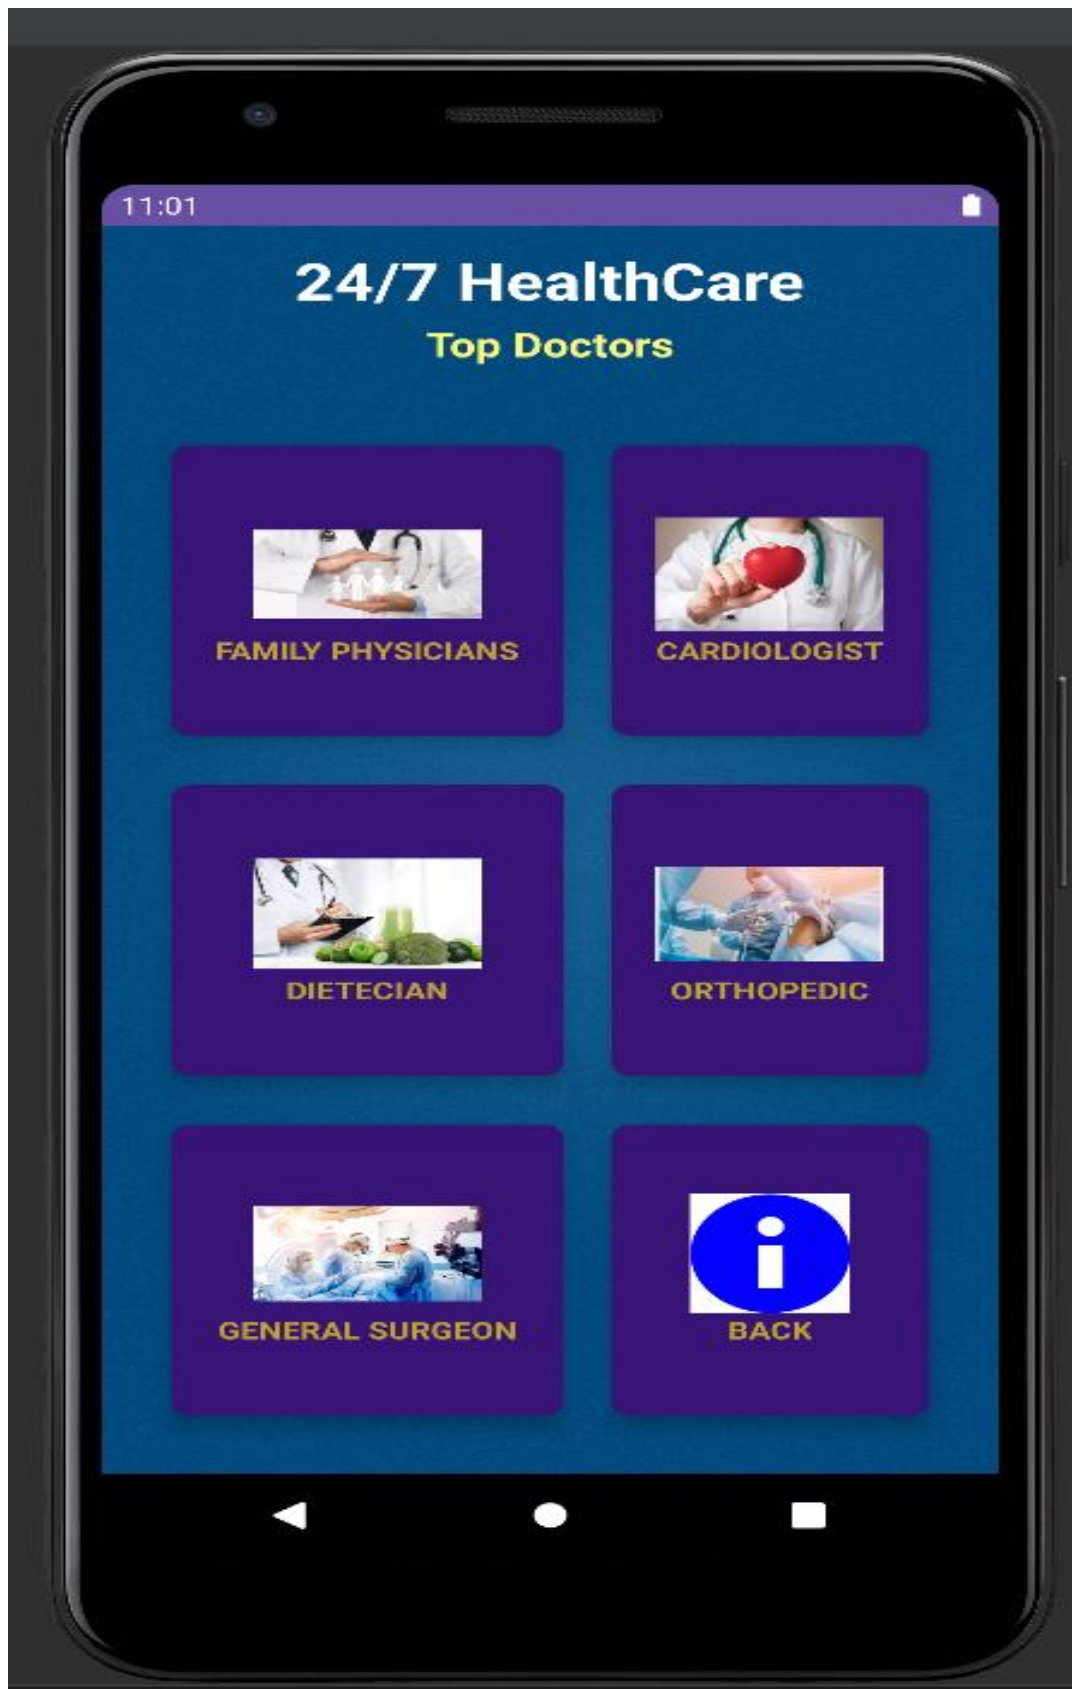 11:01
24/7 HealthCare
Top Doctors
FAMILY PHYSICIANS
CARDIOLOGIST
DIETECIAN
ORTHOPEDIC
GENERAL SURGEON
BACK